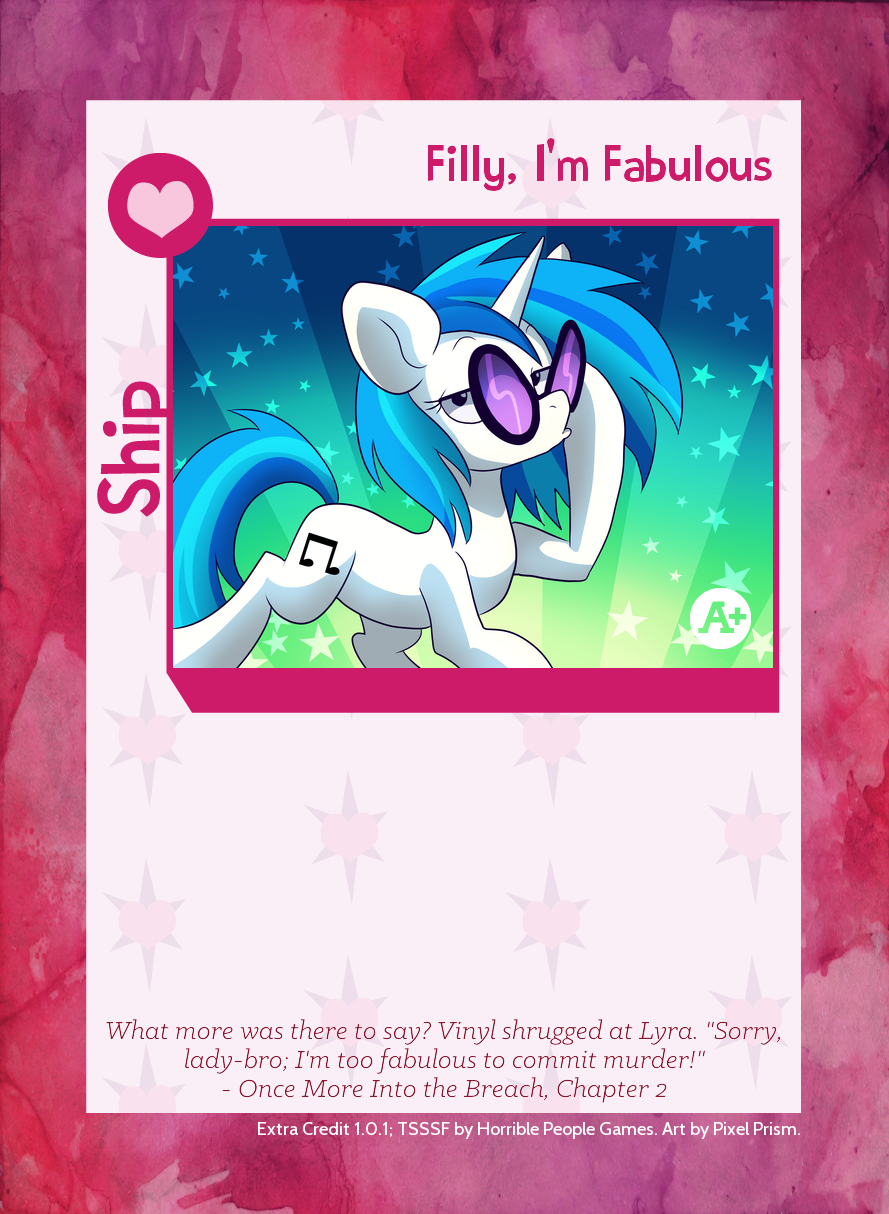 Filly, I'm Fabulous
Ship
A+
What more was there to say? Vinyl shrugged at Lyra. "Sorry,
lady-bro; I'm too fabulous to commit murder!"
- Once More Into the Breach, Chapter 2
Extra Credit 1.0.1; TSSSF by Horrible People Games. Art by Pixel Prism.